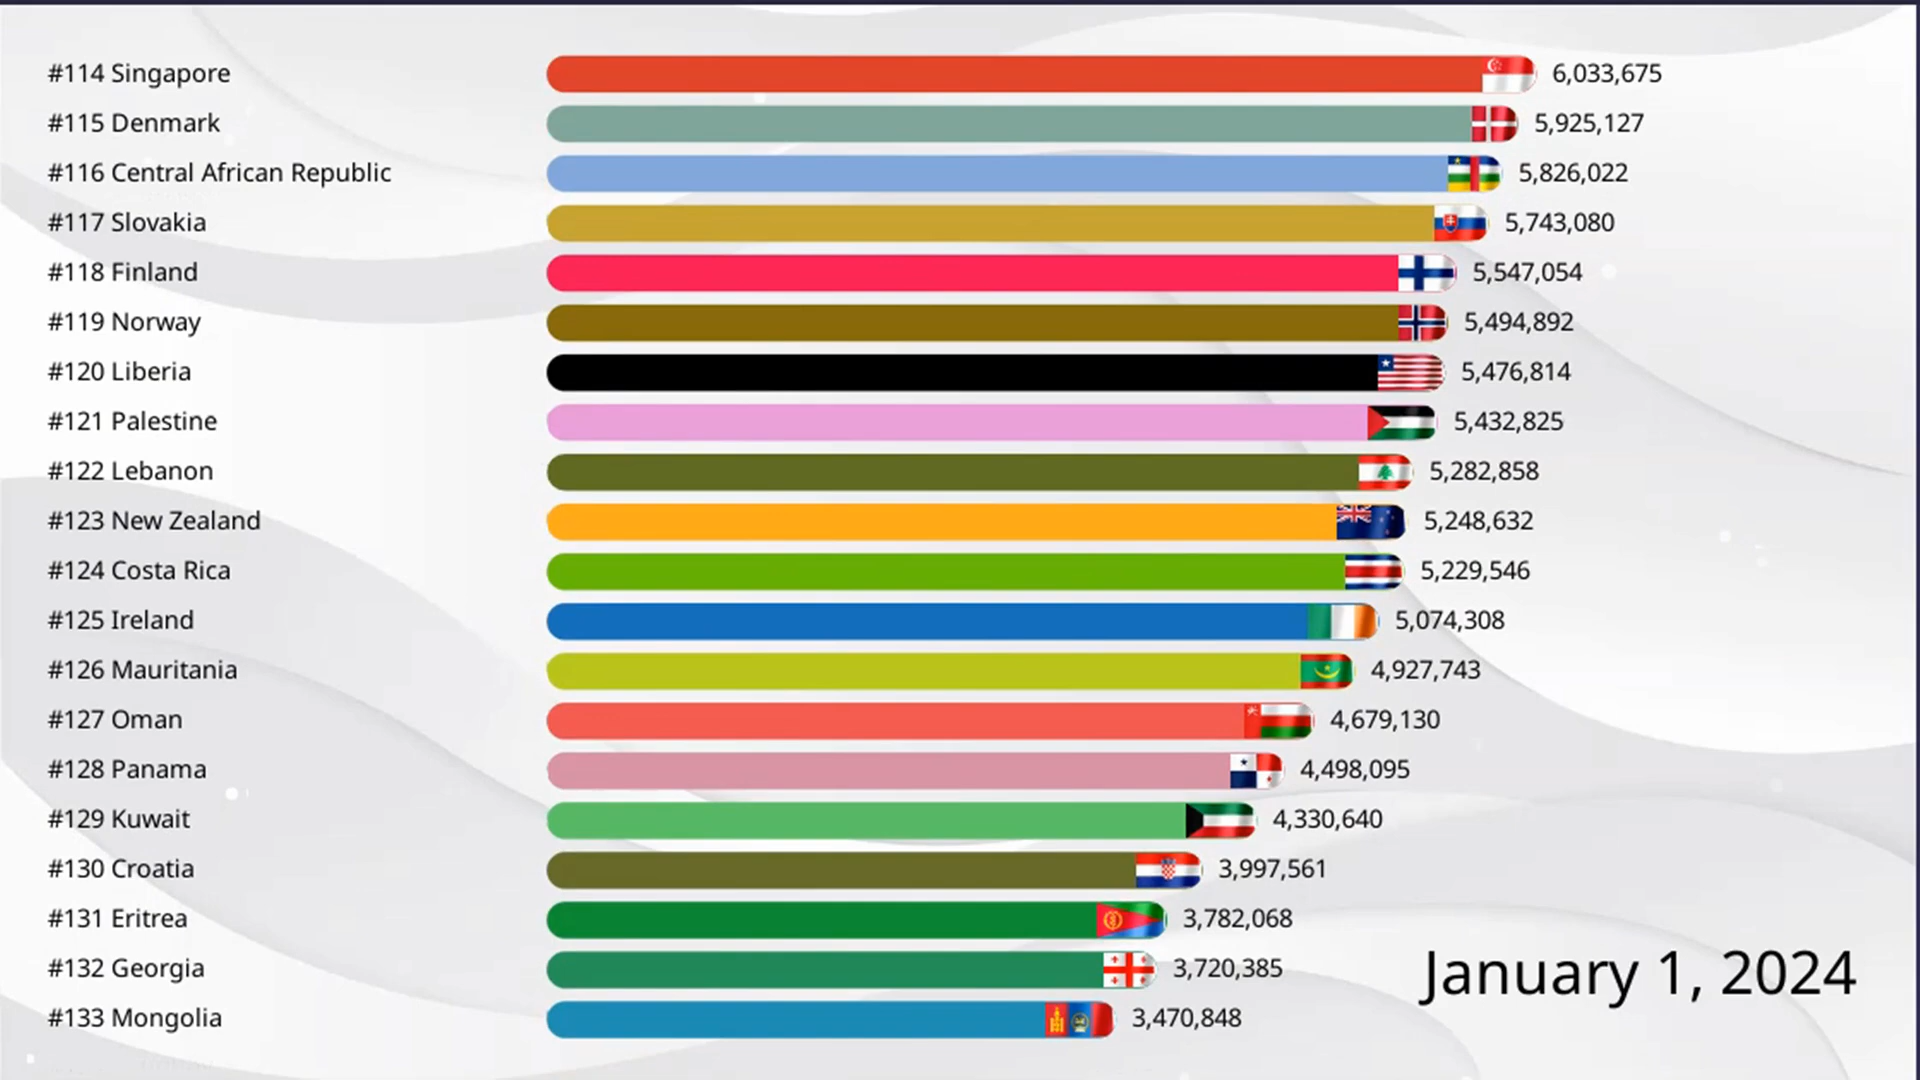 #114 Singapore 6,033,675
#115 Denmark 5,925,127
#116 Central African Republic 5,826,022
#117 Slovakia 5,743,080
#118 Finland 5,547,054
#119 Norway 5,494,892
#120 Liberia 5,476,814
#121 Palestine 5,432,825
#122 Lebanon 5,282,858
#123 New Zealand 5,248,632
#124 Costa Rica 5,229,546
#125 Ireland 5,074,308
#126 Mauritania 4,927,743
#127 Oman 4,679,130
#128 Panama 4,498,095
#129 Kuwait 4,330,640
#130 Croatia 3,997,561
#131 Eritrea 3,782,068
#132 Georgia 3,720,385
January 1, 2024
#133 Mongolia 3,470,848